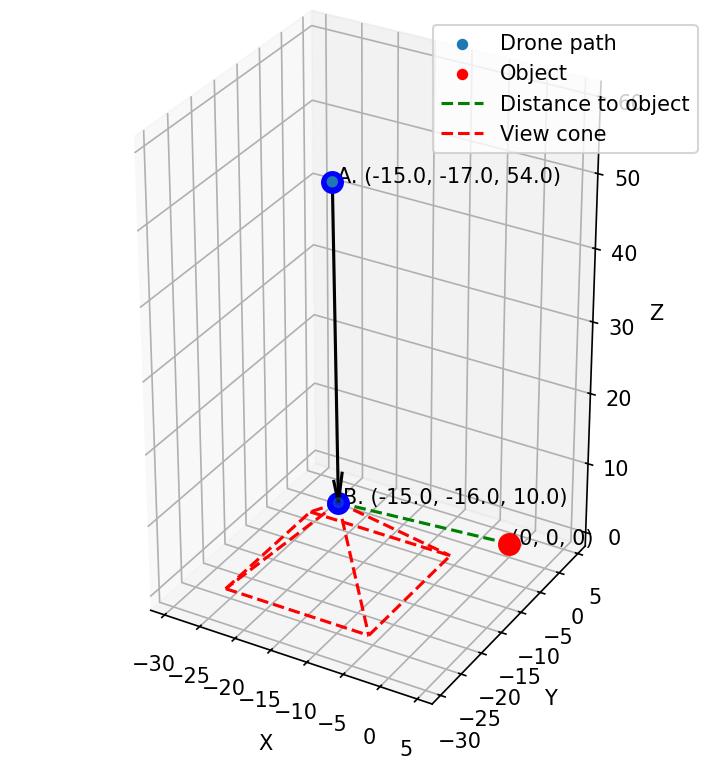 Drone path
Object
Distance to object
View cone
A. (-15.0, -17.0, 54.0)
B. (-15.0, -16.0, 10.0)
(0, 0, 0)
60
50
40
30
20
10
0
Z
−30
−25
−20
−15
−10
−5
0
5
X
5
0
−5
−10
−15
−20
−25
−30
Y